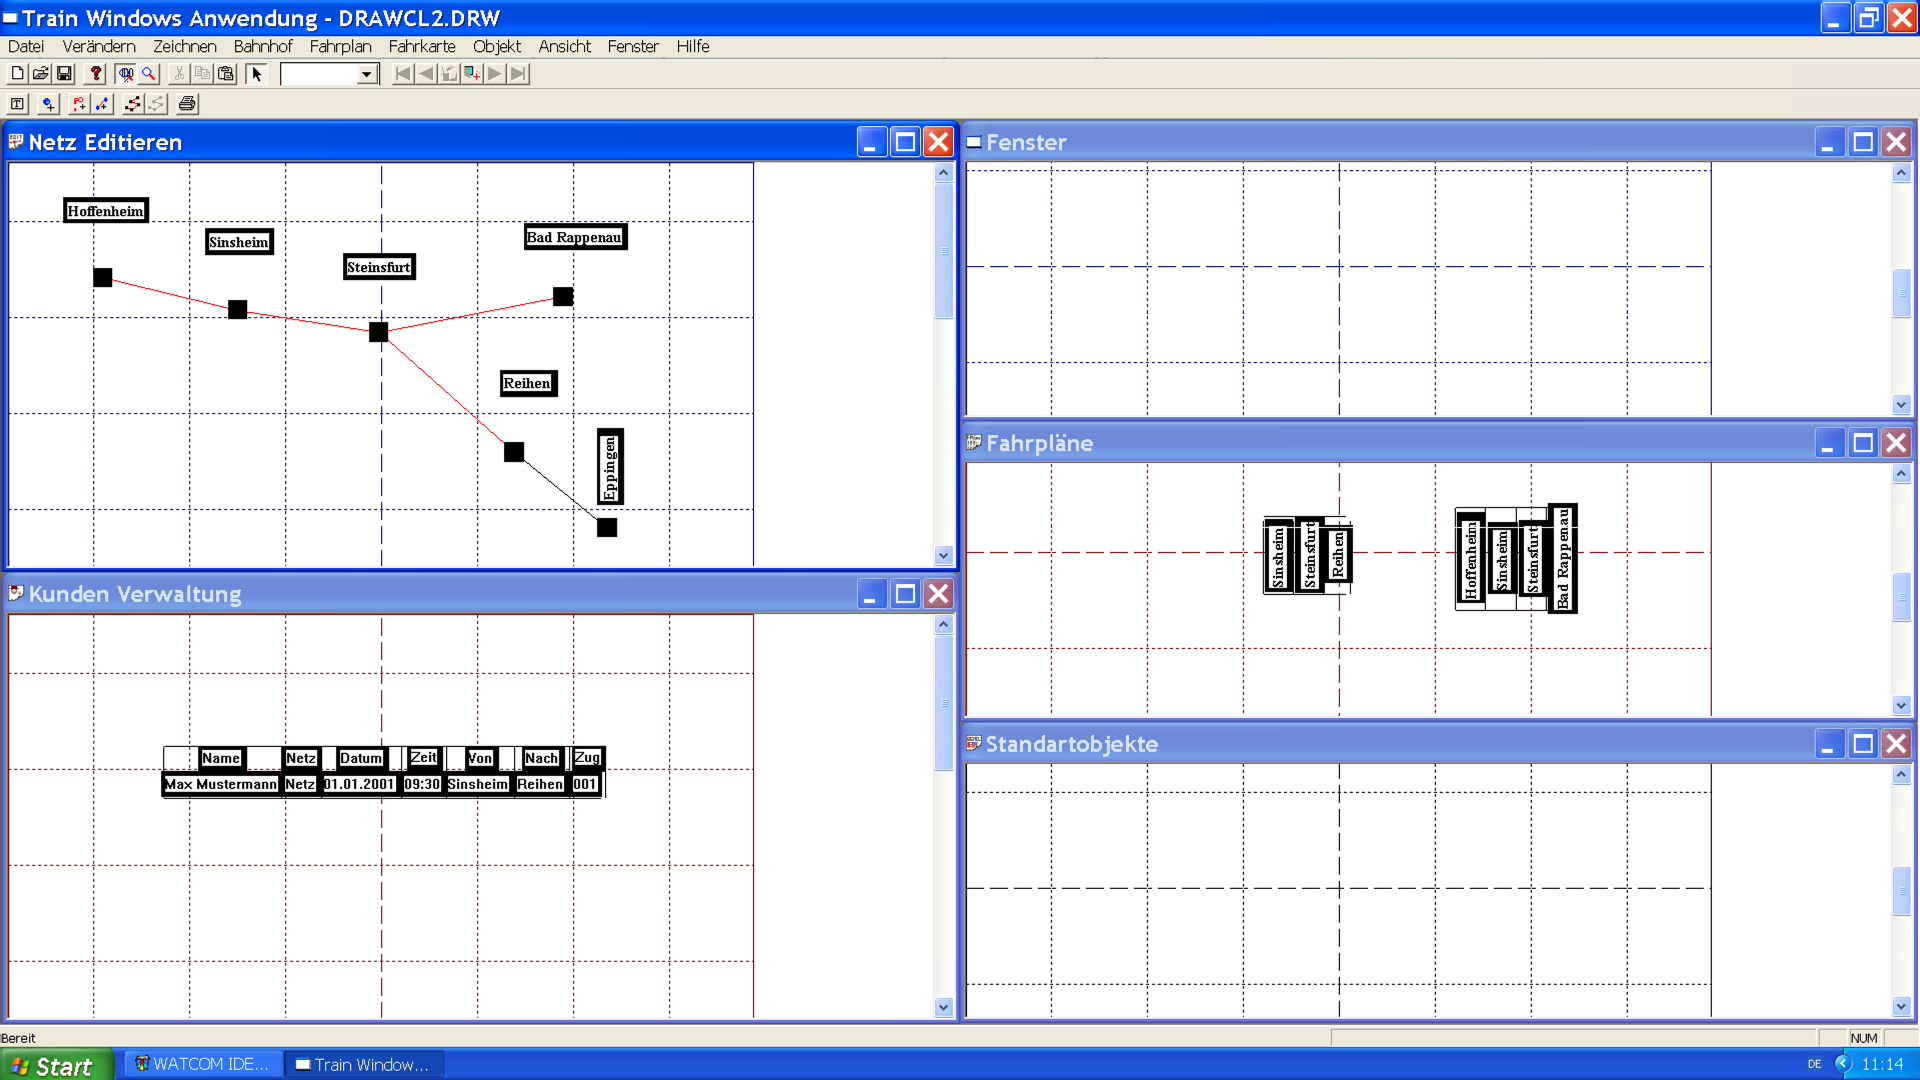 Train Windows Anwendung - DRAWCL2.DRW
Datei Verändern Zeichnen Bahnhof Fahrplan Fahrkarte Objekt Ansicht Fenster Hilfe
Netz Editieren
Hoffenheim
Sinsheim
Steinsfurt
Bad Rappenau
Reihen
Eppingen
Fenster
Fahrpläne
Sinsheim
Steinsfurt
Reihen
Hoffenheim
Sinsheim
Steinsfurt
Bad Rappenau
Kunden Verwaltung
Name Netz Datum Zeit Von Nach Zug
Max Mustermann Netz 01.01.2001 09:30 Sinsheim Reihen 001
Standartobjekte
Bereit
NUM
Start
WATCOM IDE...
Train Window...
DE
11:14